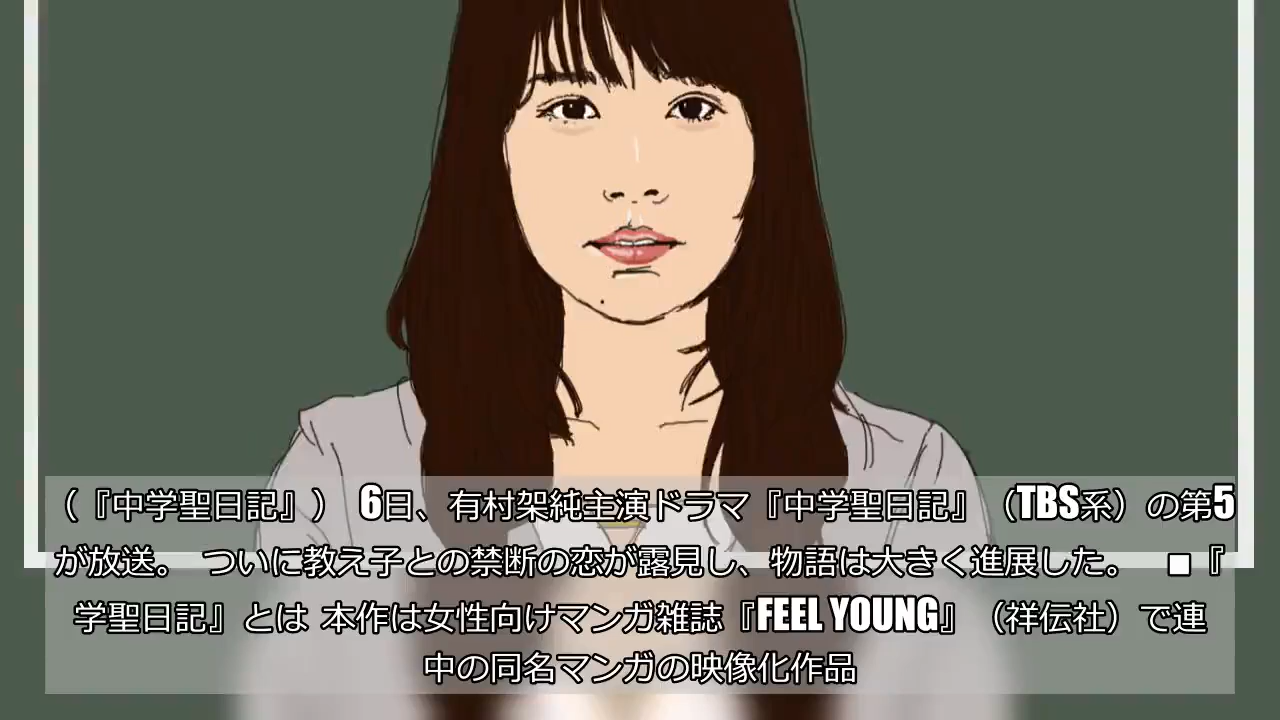 （『中学聖日記』） 6日、有村架純主演ドラマ『中学聖日記』（TBS系）の第5
が放送。 ついに教え子との禁断の恋が露見し、物語は大きく進展した。 ■『
学聖日記』とは 本作は女性向けマンガ雑誌『FEEL YOUNG』（祥伝社）で連
中の同名マンガの映像化作品